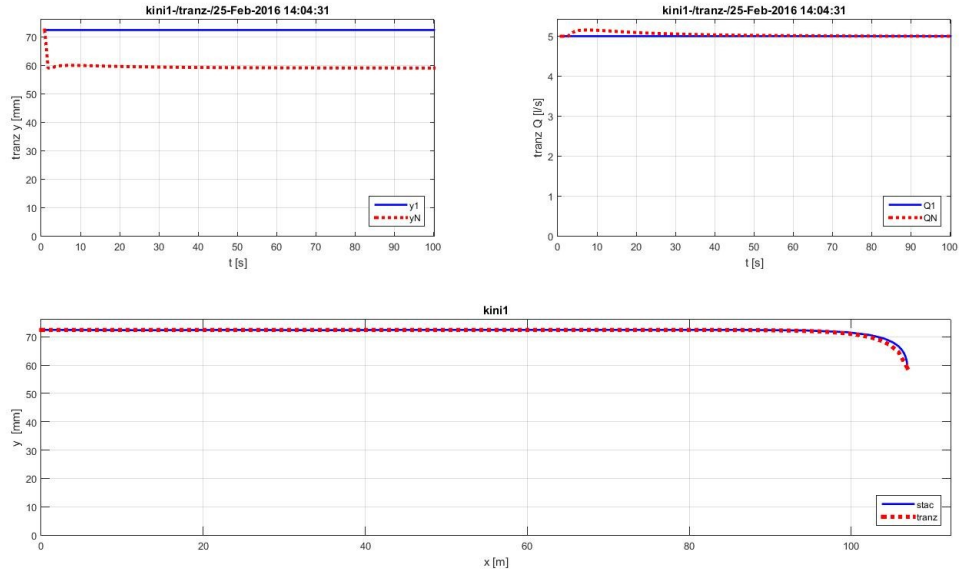 kini1-/tranz-/25-Feb-2016 14:04:31
70
60
50
40
30
20
10
0
tranz y [mm]
y1
yN
0 10 20 30 40 50 60 70 80 90 100
t [s]
kini1-/tranz-/25-Feb-2016 14:04:31
5
4
3
2
1
0
tranz Q [l/s]
Q1
QN
0 10 20 30 40 50 60 70 80 90 100
t [s]
kini1
70
60
50
40
30
20
10
0
y [mm]
stac
tranz
0 20 40 60 80 100
x [m]